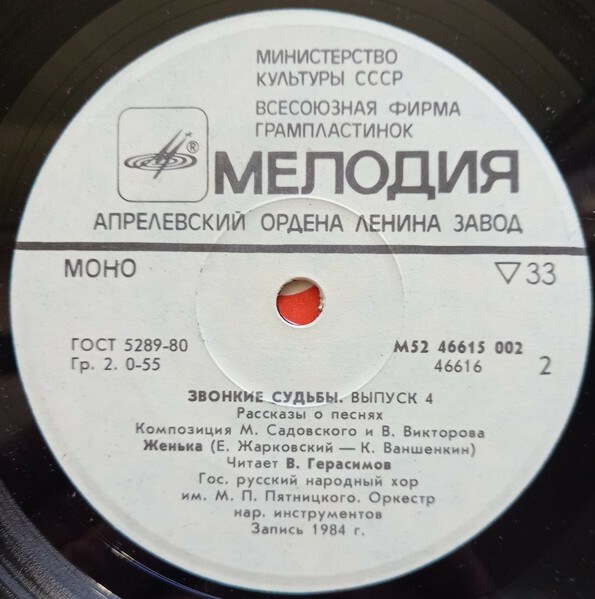 МИНИСТЕРСТВО
КУЛЬТУРЫ СССР
ВСЕСОЮЗНАЯ ФИРМА
ГРАМПЛАСТИНОК
® МЕЛОДИЯ
АПРЕЛЕВСКИЙ ОРДЕНА ЛЕНИНА ЗАВОД
МОНО ▽33
ГОСТ 5289-80 М52 46615 002
Гр. 2. 0-55 46616 2
ЗВОНКИЕ СУДЬБЫ. ВЫПУСК 4
Рассказы о песнях
Композиция М. Садовского и В. Викторова
Женька (Е. Жарковский — К. Ваншенкин)
Читает В. Герасимов
Гос. русский народный хор
им. М. П. Пятницкого. Оркестр
нар. инструментов
Запись 1984 г.